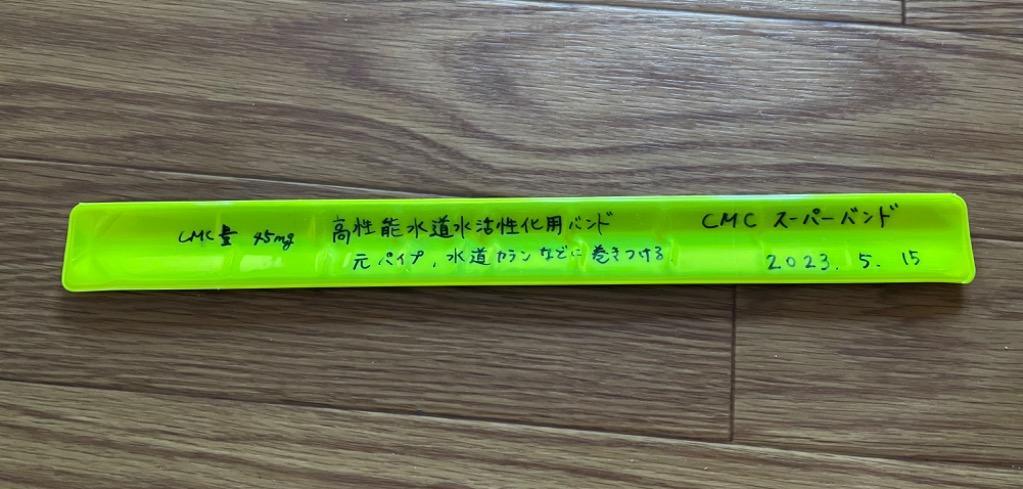 CMC量 45mg 高性能水道水活性化用バンド CMC スーパーバンド
元パイプ, 水道カランなどに巻きつける. 2023. 5. 15